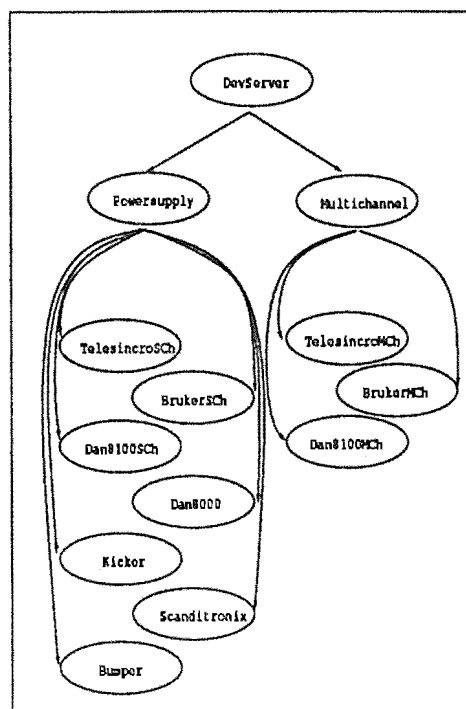 DevServer
Powersupply
Multichannel
TelesincroSCh
TelesincroMCh
BrukerSCh
BrukerMCh
Dan8100SCh
Dan8100MCh
Dan8000
Kicker
Scanditronix
Bumper